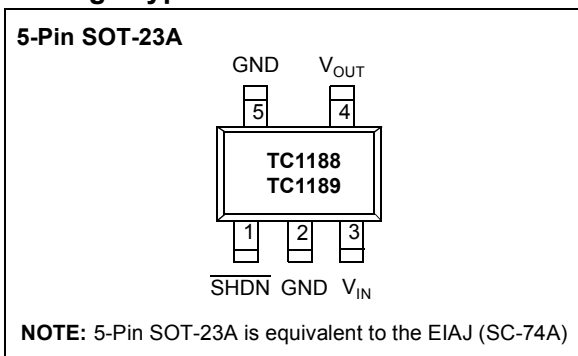 5-Pin SOT-23A
GND VOUT
5 4
TC1188
TC1189
1 2 3
SHDN GND VIN
NOTE: 5-Pin SOT-23A is equivalent to the EIAJ (SC-74A)